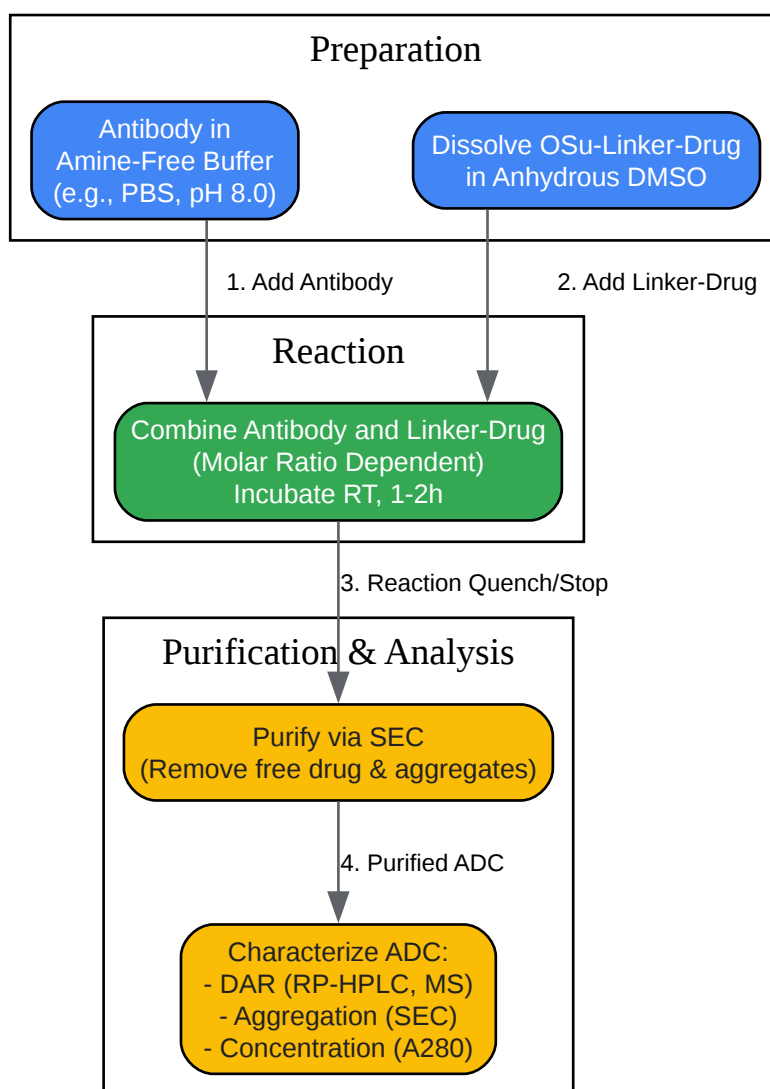 Preparation
Antibody in
Amine-Free Buffer
(e.g., PBS, pH 8.0)
Dissolve OSu-Linker-Drug
in Anhydrous DMSO
1. Add Antibody
2. Add Linker-Drug
Reaction
Combine Antibody and Linker-Drug
(Molar Ratio Dependent)
Incubate RT, 1-2h
3. Reaction Quench/Stop
Purification & Analysis
Purify via SEC
(Remove free drug & aggregates)
4. Purified ADC
Characterize ADC:
- DAR (RP-HPLC, MS)
- Aggregation (SEC)
- Concentration (A280)